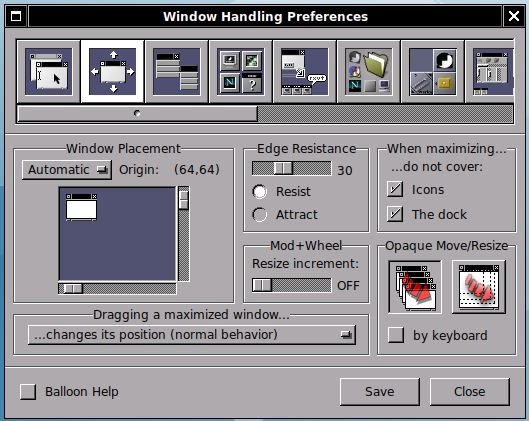 Window Handling Preferences
rxvt
N
N
?
Window Placement
Automatic
Origin:
(64,64)
Edge Resistance
30
Resist
Attract
When maximizing...
...do not cover:
Icons
The dock
Mod+Wheel
Resize increment:
OFF
Opaque Move/Resize
by keyboard
Dragging a maximized window...
...changes its position (normal behavior)
Balloon Help
Save
Close